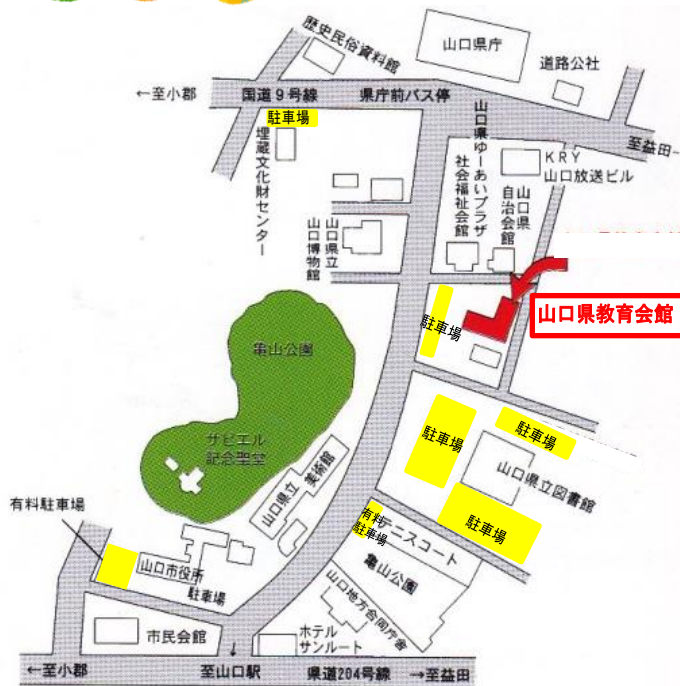 歴史民俗資料館
山口県庁
道路公社
←至小郡
国道9号線
県庁前バス停
至益田→
駐車場
埋蔵文化財センター
山口県ゆーあいプラザ
社会福祉会館
KRY
山口放送ビル
山口県
自治会館
山口県立
山口博物館
山口県教育会館
駐車場
亀山公園
サビエル
記念聖堂
山口県立
美術館
駐車場
駐車場
山口県立図書館
駐車場
有料駐車場
有料
駐車場
テニスコート
亀山公園
山口地方合同庁舎
山口市役所
駐車場
市民会館
ホテル
サンルート
←至小郡
↓
至山口駅
県道204号線
→至益田